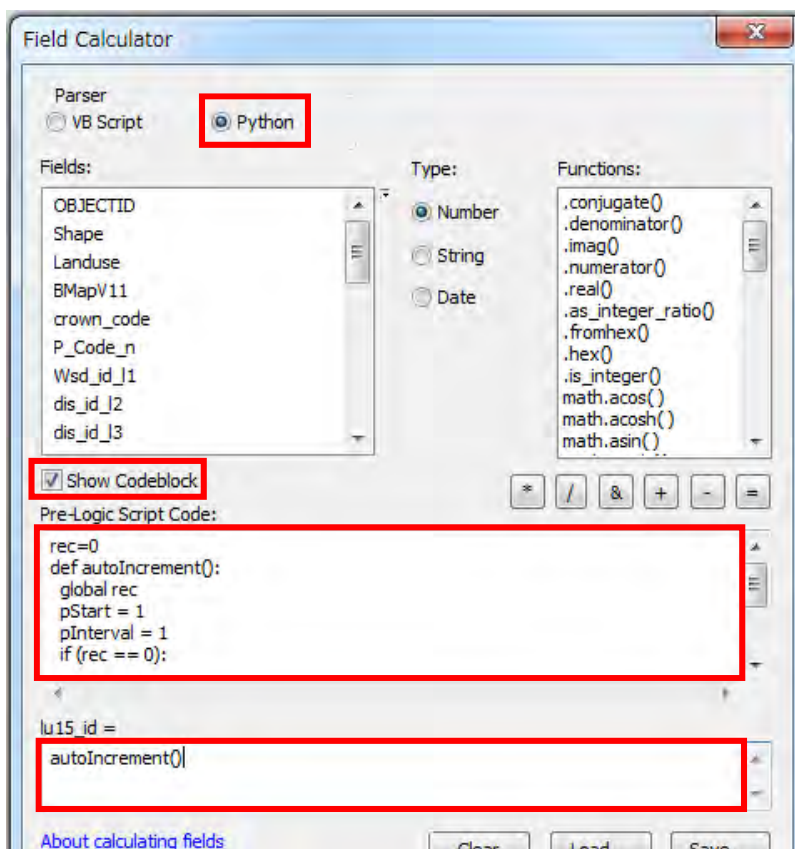 Field Calculator
Parser
VB Script Python
Fields: Type: Functions:
OBJECTID
Shape
Landuse
BMapV11
crown_code
P_Code_n
Wsd_id_l1
dis_id_l2
dis_id_l3
Number
String
Date
.conjugate()
.denominator()
.imag()
.numerator()
.real()
.as_integer_ratio()
.fromhex()
.hex()
.is_integer()
math.acos( )
math.acosh( )
math.asin( )
Show Codeblock
* / & + - =
Pre-Logic Script Code:
rec=0
def autoIncrement():
global rec
pStart = 1
pInterval = 1
if (rec == 0):
lu15_id =
autoIncrement()
About calculating fields Clear Load... Save...